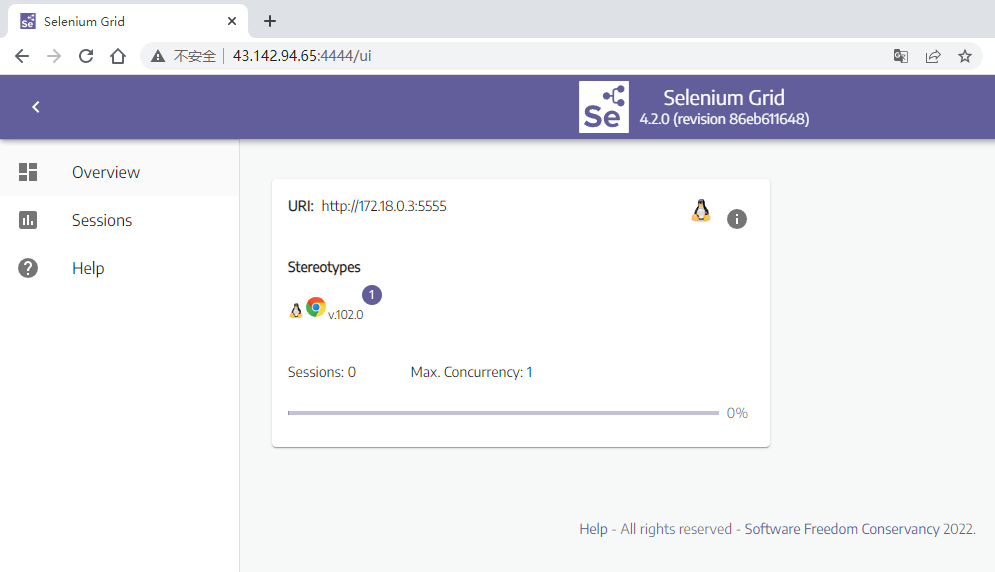 Selenium Grid
不安全 43.142.94.65:4444/ui
Se
Selenium Grid
4.2.0 (revision 86eb611648)
Overview
Sessions
Help
URI: http://172.18.0.3:5555
Stereotypes
v.102.0 1
Sessions: 0 Max. Concurrency: 1
0%
Help - All rights reserved - Software Freedom Conservancy 2022.